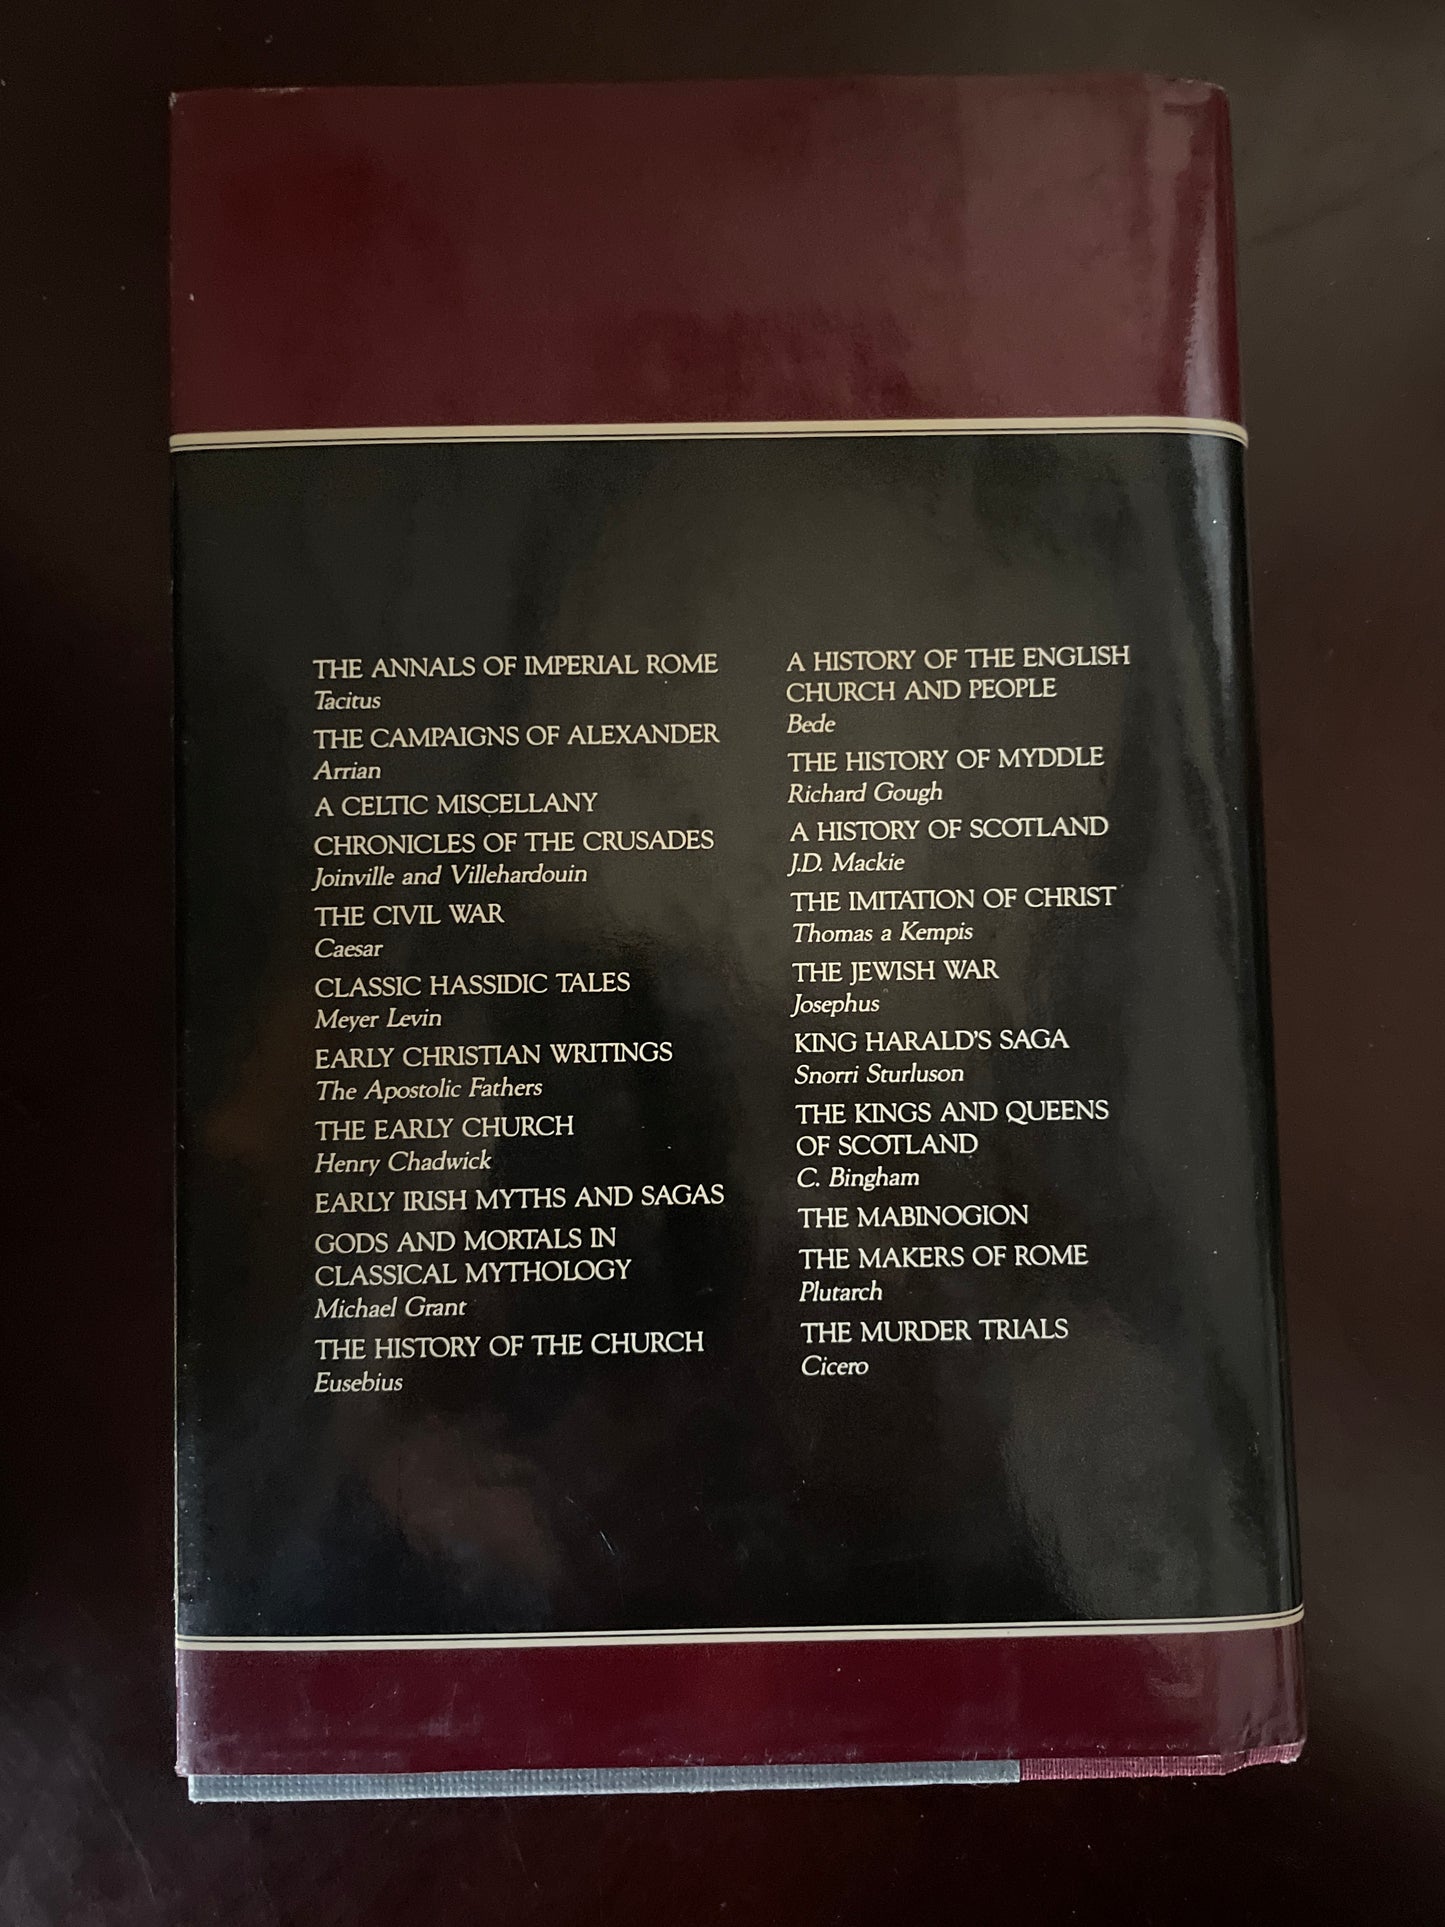 THE ANNALS OF IMPERIAL ROME
Tacitus
THE CAMPAIGNS OF ALEXANDER
Arrian
A CELTIC MISCELLANY
CHRONICLES OF THE CRUSADES
Joinville and Villehardouin
THE CIVIL WAR
Caesar
CLASSIC HASSIDIC TALES
Meyer Levin
EARLY CHRISTIAN WRITINGS
The Apostolic Fathers
THE EARLY CHURCH
Henry Chadwick
EARLY IRISH MYTHS AND SAGAS
GODS AND MORTALS IN
CLASSICAL MYTHOLOGY
Michael Grant
THE HISTORY OF THE CHURCH
Eusebius
A HISTORY OF THE ENGLISH
CHURCH AND PEOPLE
Bede
THE HISTORY OF MYDDLE
Richard Gough
A HISTORY OF SCOTLAND
J.D. Mackie
THE IMITATION OF CHRIST
Thomas a Kempis
THE JEWISH WAR
Josephus
KING HARALD'S SAGA
Snorri Sturluson
THE KINGS AND QUEENS
OF SCOTLAND
C. Bingham
THE MABINOGION
THE MAKERS OF ROME
Plutarch
THE MURDER TRIALS
Cicero